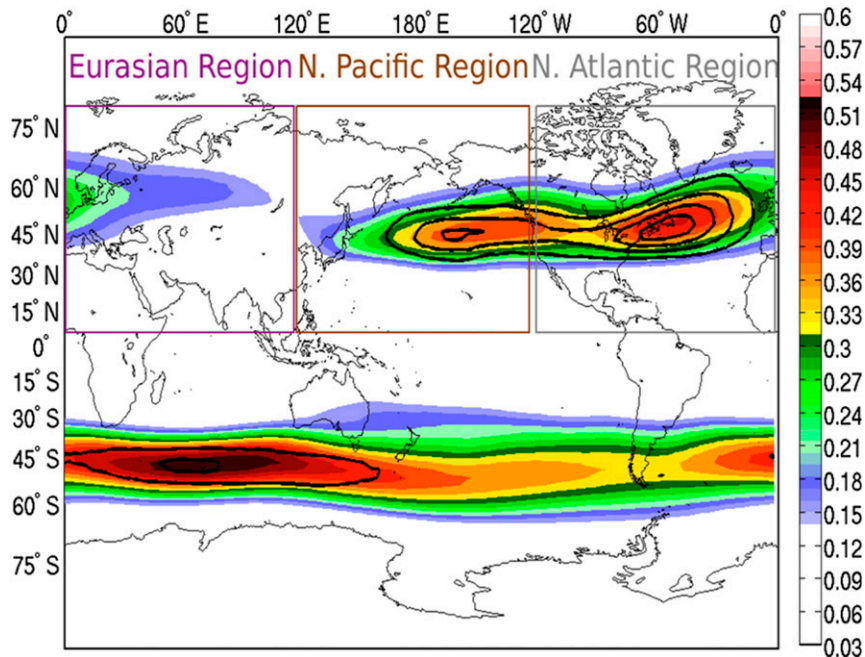 0° 60° E 120° E 180° E 120° W 60° W 0°
Eurasian Region N. Pacific Region N. Atlantic Region
75° N
60° N
45° N
30° N
15° N
0°
15° S
30° S
45° S
60° S
75° S
0.6
0.57
0.54
0.51
0.48
0.45
0.42
0.39
0.36
0.33
0.3
0.27
0.24
0.21
0.18
0.15
0.12
0.09
0.06
0.03